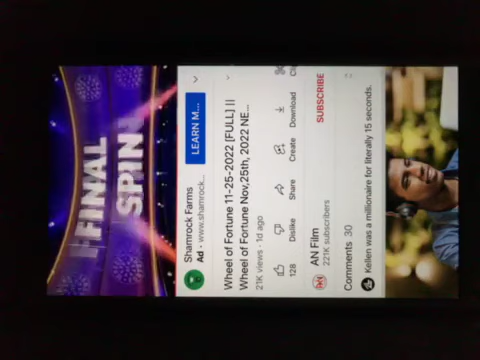 FINAL
SPIN
Shamrock Farms
Ad · www.shamrock...
LEARN M...
Wheel of Fortune 11-25-2022 [FULL] ||
Wheel of Fortune Nov,25th, 2022 NE...
21K views · 1d ago
128
Dislike
Share
Create
Download
Cli
AN Film
221K subscribers
SUBSCRIBE
Comments 30
Kellen was a millionaire for literally 15 seconds.